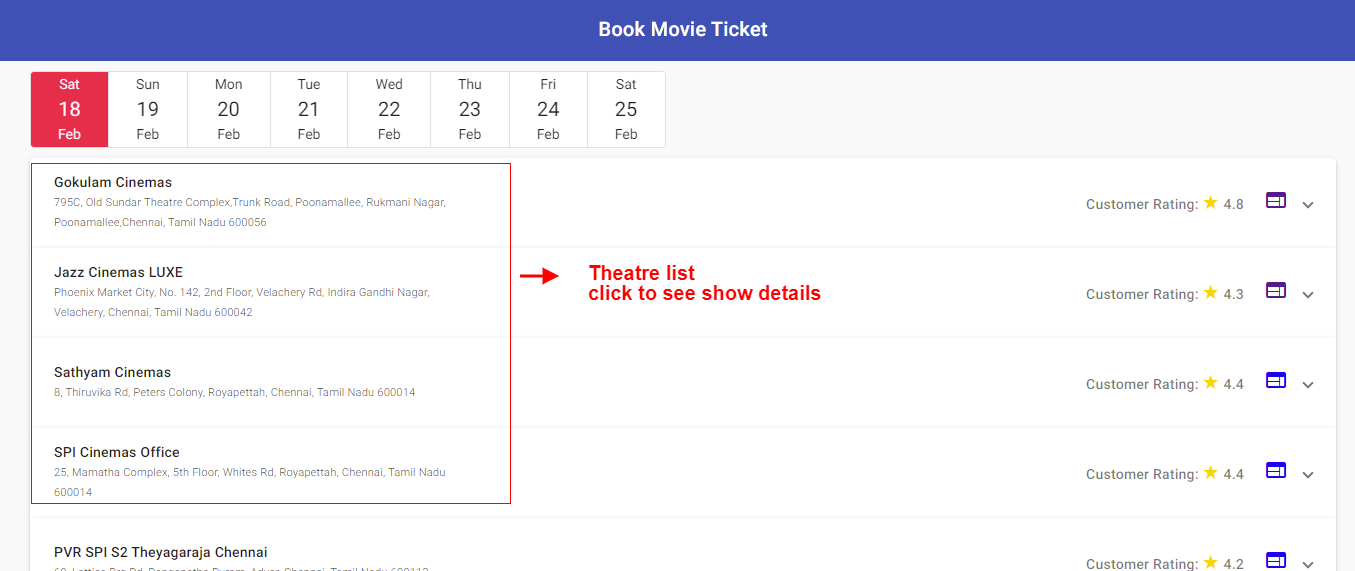 Book Movie Ticket
Sat Sun Mon Tue Wed Thu Fri Sat
18 19 20 21 22 23 24 25
Feb Feb Feb Feb Feb Feb Feb Feb
Gokulam Cinemas
795C, Old Sundar Theatre Complex,Trunk Road, Poonamallee, Rukmani Nagar,
Poonamallee,Chennai, Tamil Nadu 600056
Customer Rating: 4.8
Jazz Cinemas LUXE
Phoenix Market City, No. 142, 2nd Floor, Velachery Rd, Indira Gandhi Nagar,
Velachery, Chennai, Tamil Nadu 600042
Customer Rating: 4.3
Theatre list
click to see show details
Sathyam Cinemas
8, Thiruvika Rd, Peters Colony, Royapettah, Chennai, Tamil Nadu 600014
Customer Rating: 4.4
SPI Cinemas Office
25, Mamatha Complex, 5th Floor, Whites Rd, Royapettah, Chennai, Tamil Nadu
600014
Customer Rating: 4.4
PVR SPI S2 Theyagaraja Chennai
Chennai, Tamil Nadu
Customer Rating: 4.2